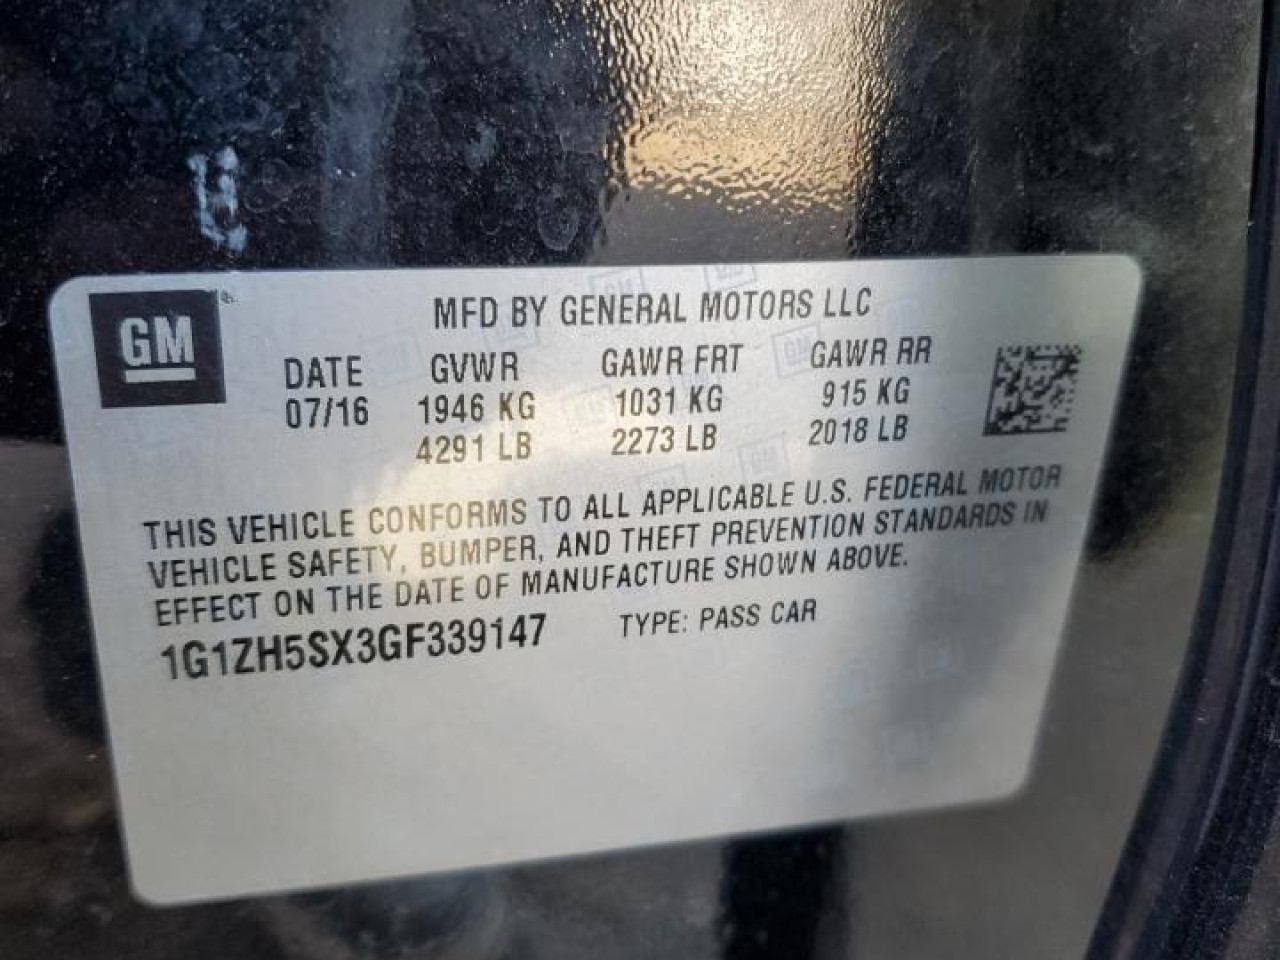 GM
MFD BY GENERAL MOTORS LLC
DATE GVWR GAWR FRT GAWR RR
07/16 1946 KG 1031 KG 915 KG
4291 LB 2273 LB 2018 LB
THIS VEHICLE CONFORMS TO ALL APPLICABLE U.S. FEDERAL MOTOR
VEHICLE SAFETY, BUMPER, AND THEFT PREVENTION STANDARDS IN
EFFECT ON THE DATE OF MANUFACTURE SHOWN ABOVE.
1G1ZH5SX3GF339147 TYPE: PASS CAR